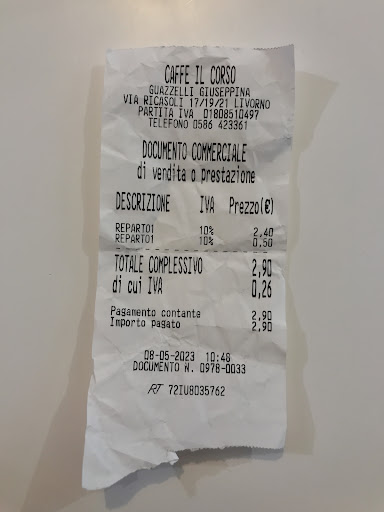 CAFFE IL CORSO
GUAZZELLI GIUSEPPINA
VIA RICASOLI 17/19/21 LIVORNO
PARTITA IVA 01808510497
TELEFONO 0586 423361
DOCUMENTO COMMERCIALE
di vendita o prestazione
DESCRIZIONE IVA Prezzo(€)
REPARTO1 10% 2,40
REPARTO1 10% 0,50
TOTALE COMPLESSIVO 2,90
di cui IVA 0,26
Pagamento contante 2,90
Importo pagato 2,90
08-05-2023 10:48
DOCUMENTO N. 0978-0033
RT 72IU8035762